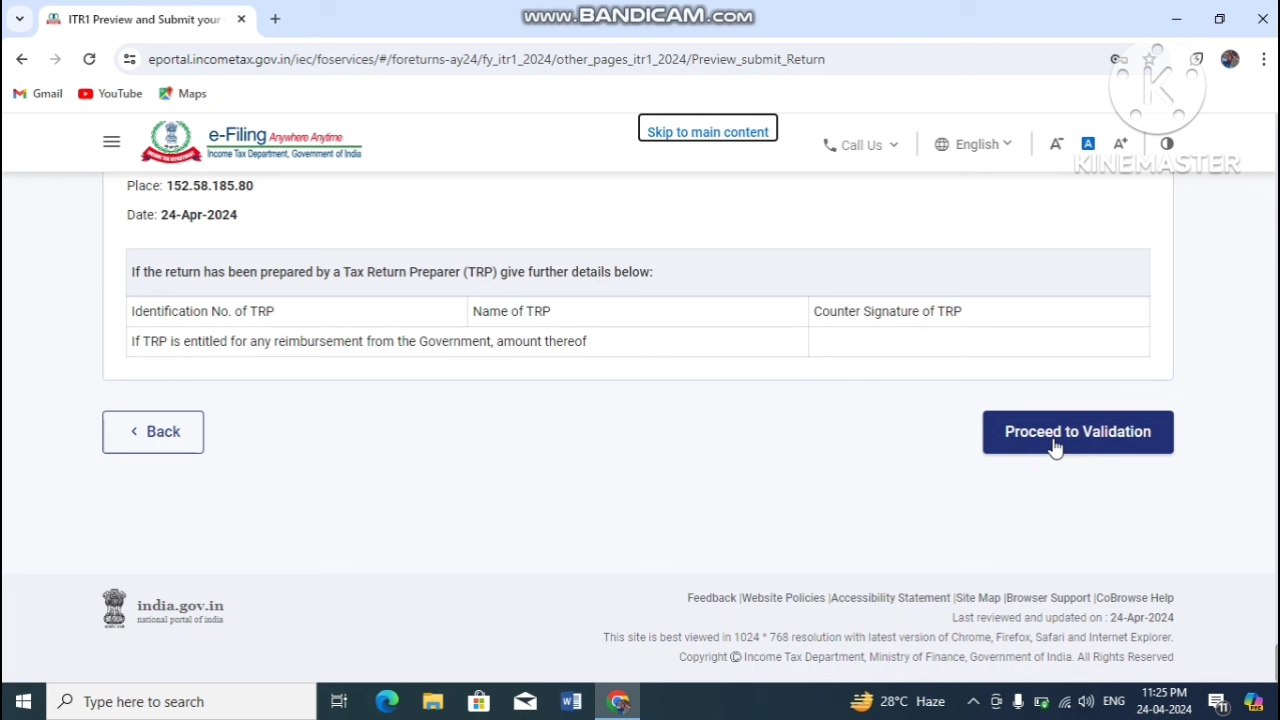 www.BANDICAM.com
ITR1 Preview and Submit your
eportal.incometax.gov.in/iec/foservices/#/foreturns-ay24/fy_itr1_2024/other_pages_itr1_2024/Preview_submit_Return
Gmail YouTube Maps
K
KINEMASTER
e-Filing Anywhere Anytime
Income Tax Department, Government of India
Skip to main content
Call Us
English
A- A A+
Place: 152.58.185.80
Date: 24-Apr-2024
If the return has been prepared by a Tax Return Preparer (TRP) give further details below:
Identification No. of TRP Name of TRP Counter Signature of TRP
If TRP is entitled for any reimbursement from the Government, amount thereof
< Back
Proceed to Validation
india.gov.in
national portal of india
Feedback |Website Policies |Accessibility Statement |Site Map |Browser Support |CoBrowse Help
Last reviewed and updated on : 24-Apr-2024
This site is best viewed in 1024 * 768 resolution with latest version of Chrome, Firefox, Safari and Internet Explorer.
Copyright © Income Tax Department, Ministry of Finance, Government of India. All Rights Reserved
Type here to search
28°C Haze
ENG
11:25 PM
24-04-2024
11